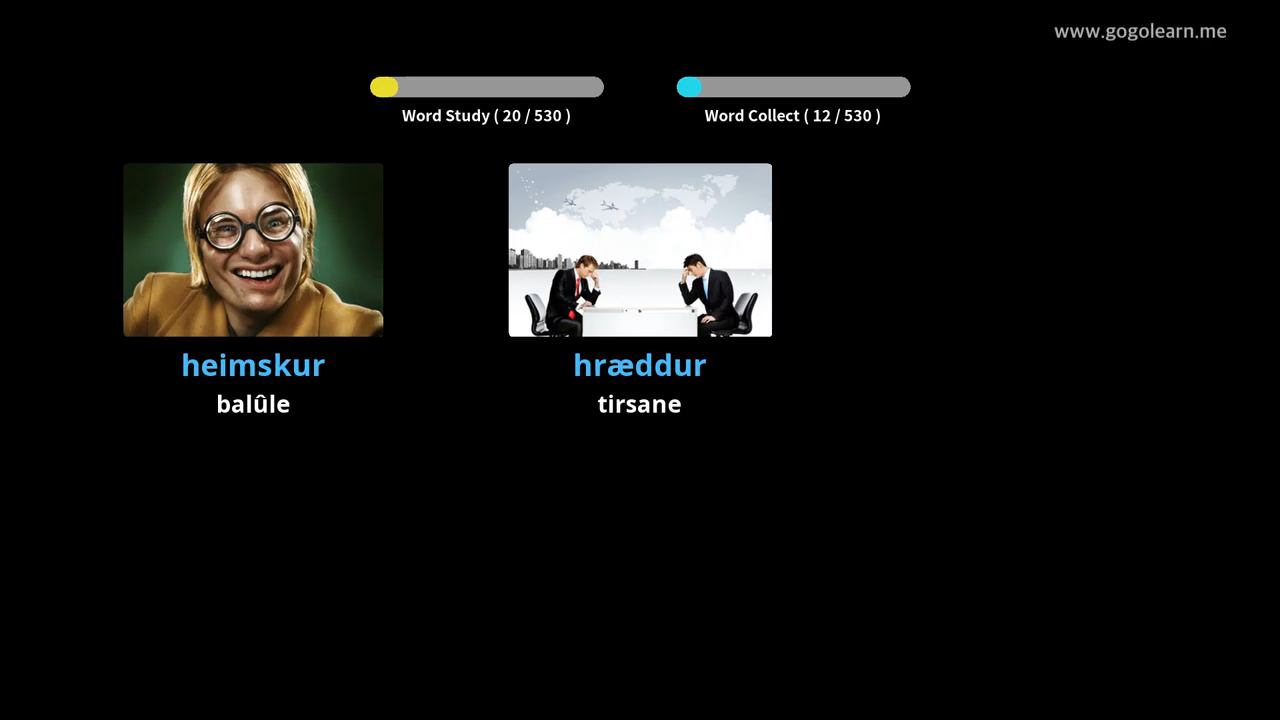 www.gogolearn.me
Word Study ( 20 / 530 )
Word Collect ( 12 / 530 )
heimskur
balûle
hræddur
tirsane